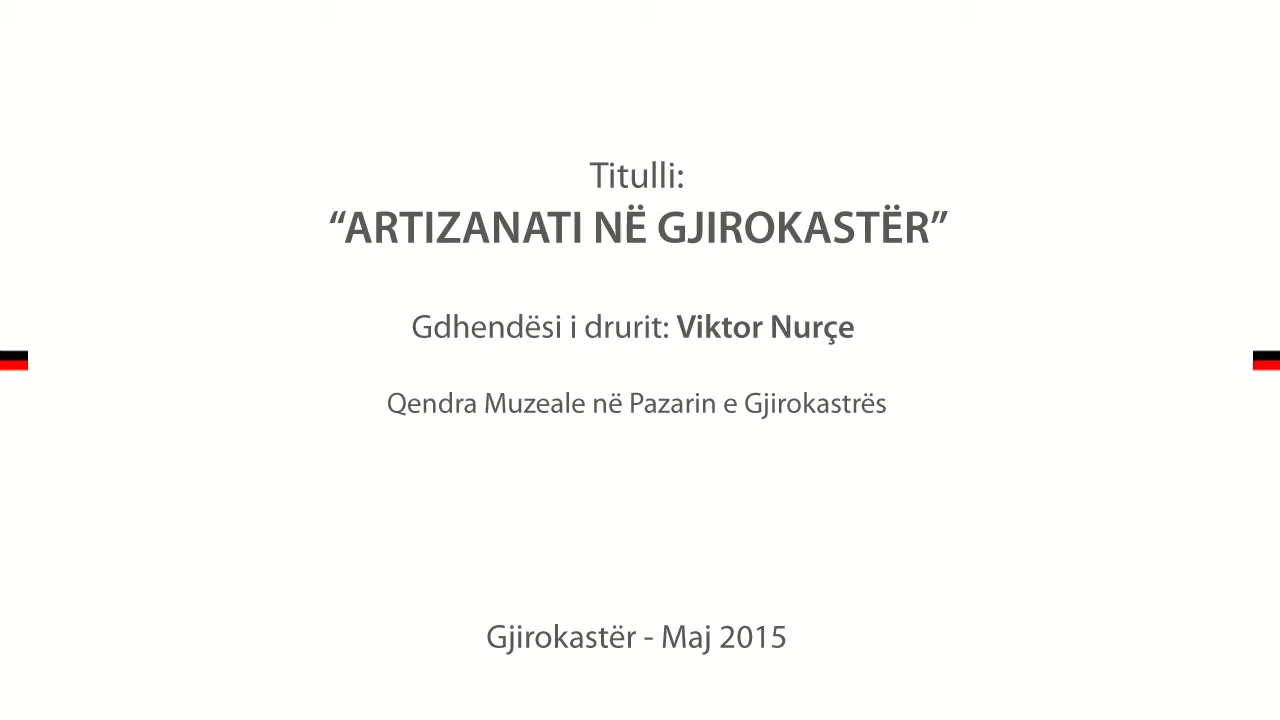 Titulli:
“ARTIZANATI NË GJIROKASTËR”
Gdhendësi i drurit: Viktor Nurçe
Qendra Muzeale në Pazarin e Gjirokastrës
Gjirokastër - Maj 2015